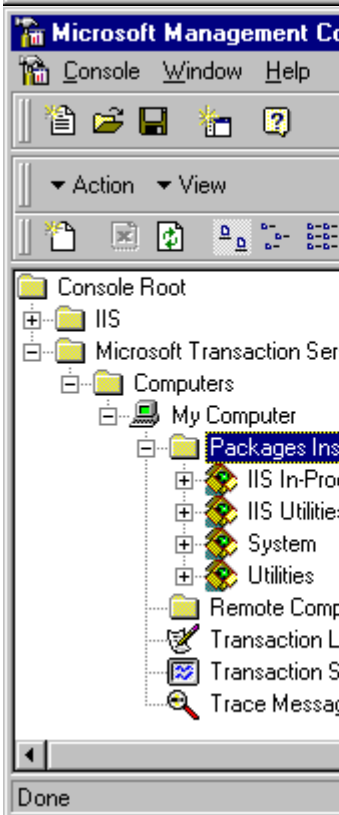 Microsoft Management Co
Console Window Help
Action View
Console Root
IIS
Microsoft Transaction Ser
Computers
My Computer
Packages Ins
IIS In-Pro
IIS Utilities
System
Utilities
Remote Comp
Transaction L
Transaction S
Trace Messag
Done